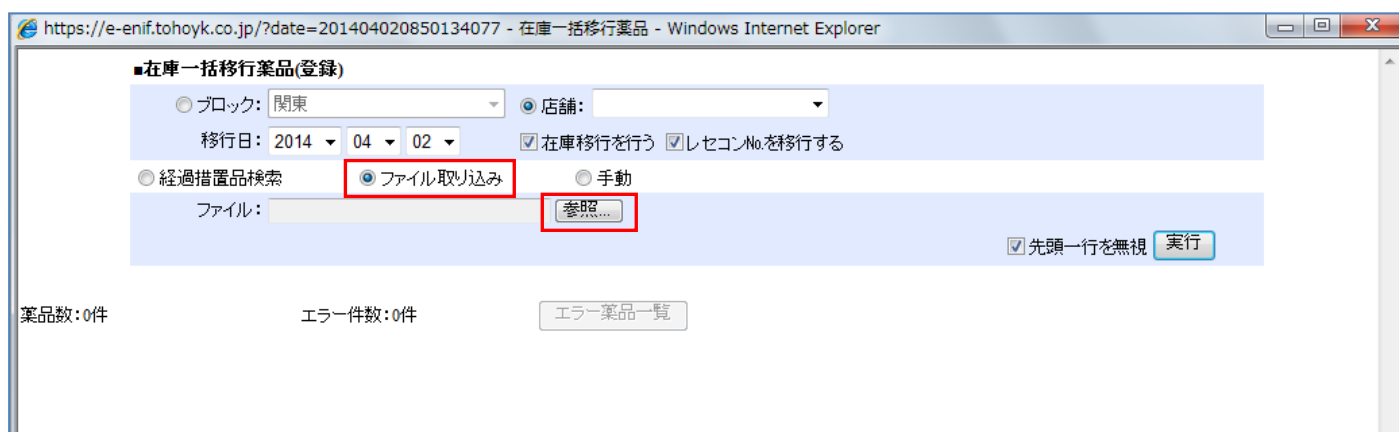 https://e-enif.tohoyk.co.jp/?date=201404020850134077 - 在庫一括移行薬品 - Windows Internet Explorer
■在庫一括移行薬品(登録)
ブロック: 関東 店舗:
移行日: 2014 04 02 在庫移行を行う レセコンNo.を移行する
経過措置品検索 ファイル取り込み 手動
ファイル: 参照...
先頭一行を無視 実行
薬品数:0件 エラー件数:0件 エラー薬品一覧